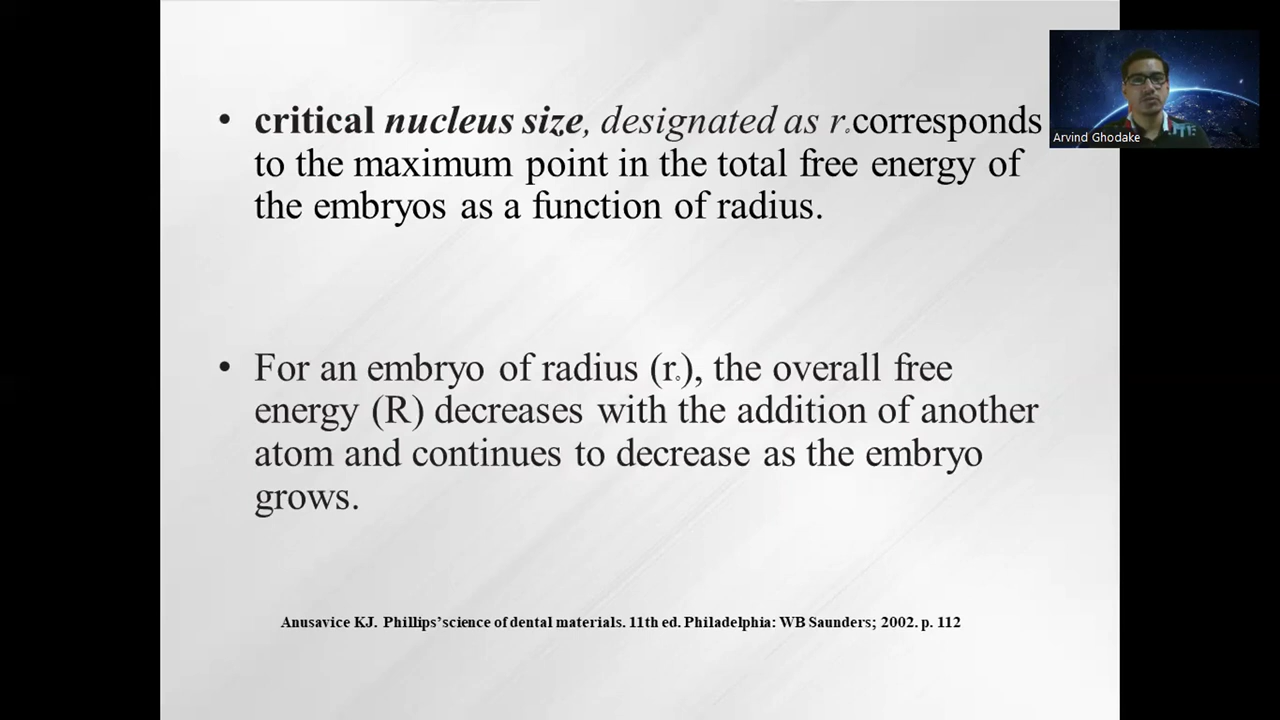 • critical nucleus size, designated as r꜀corresponds
to the maximum point in the total free energy of
the embryos as a function of radius.
• For an embryo of radius (r꜀), the overall free
energy (R) decreases with the addition of another
atom and continues to decrease as the embryo
grows.
Anusavice KJ. Phillips’science of dental materials. 11th ed. Philadelphia: WB Saunders; 2002. p. 112
Arvind Ghodake